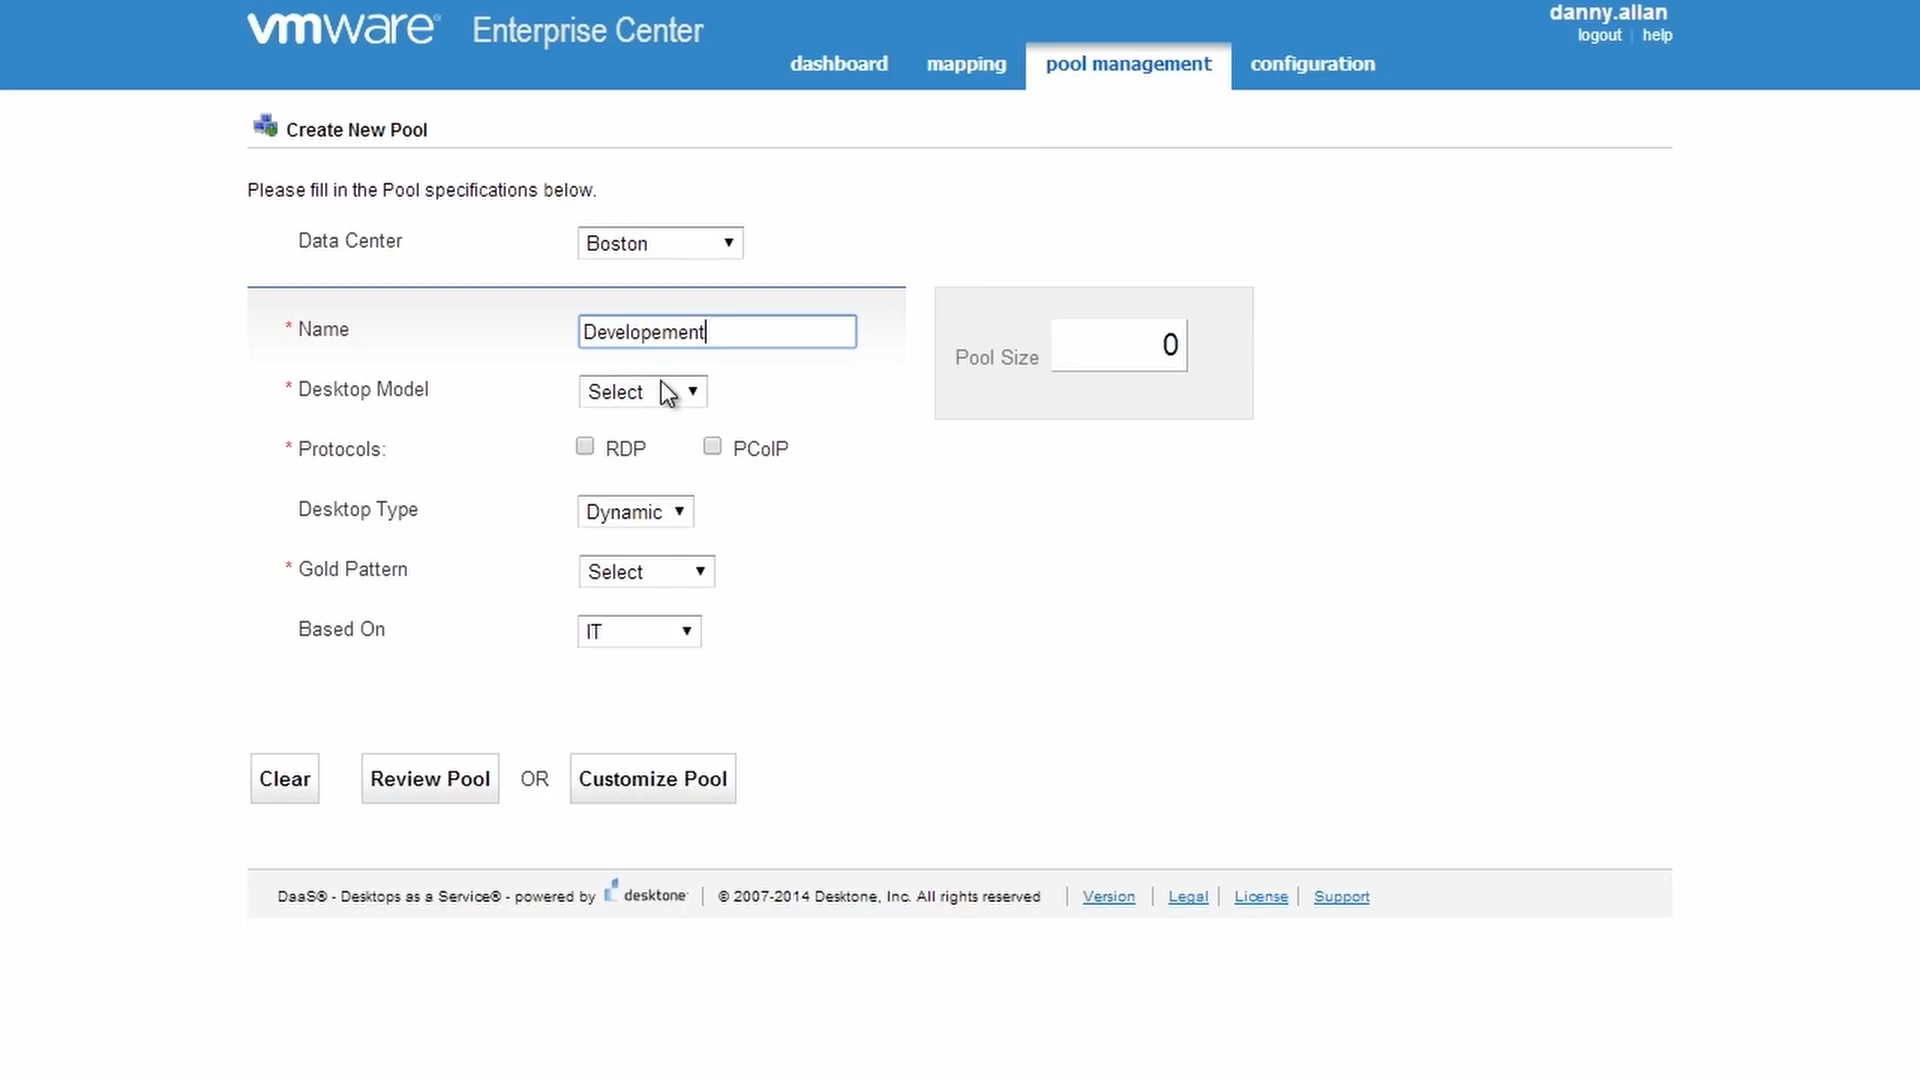 vmware® Enterprise Center
danny.allan
logout | help
dashboard mapping pool management configuration
Create New Pool
Please fill in the Pool specifications below.
Data Center Boston
* Name Developement
Pool Size 0
* Desktop Model Select
* Protocols: RDP PCoIP
Desktop Type Dynamic
* Gold Pattern Select
Based On IT
Clear Review Pool OR Customize Pool
DaaS® - Desktops as a Service® - powered by desktone | © 2007-2014 Desktone, Inc. All rights reserved | Version | Legal | License | Support